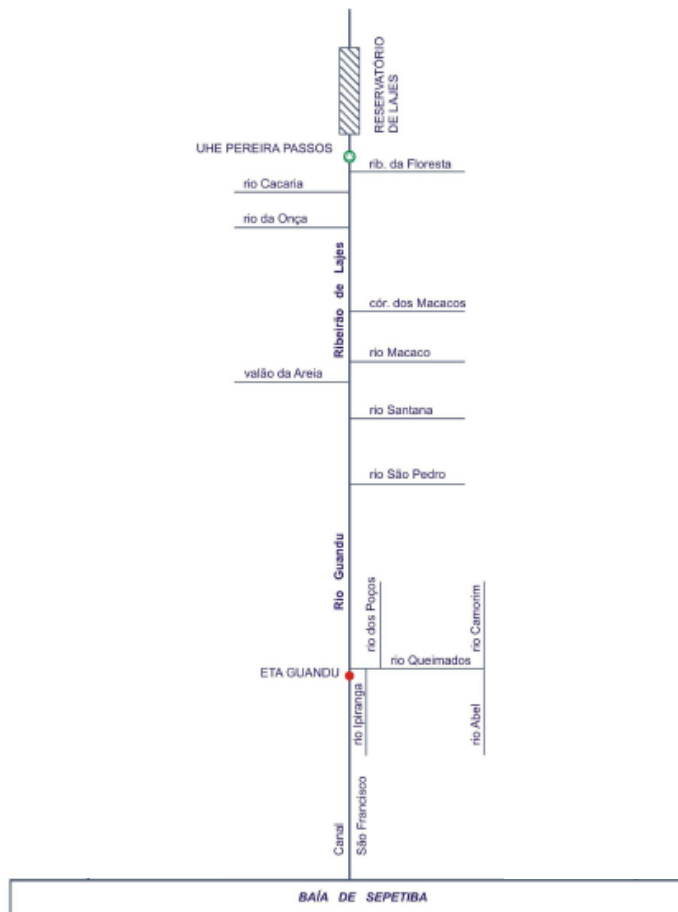 RESERVATÓRIO
DE LAJES
UHE PEREIRA PASSOS
rib. da Floresta
rio Cacaria
rio da Onça
Ribeirão de Lajes
cór. dos Macacos
rio Macaco
valão da Areia
rio Santana
rio São Pedro
Rio Guandu
rio dos Poços
rio Camorim
rio Queimados
ETA GUANDU
rio Ipiranga
rio Abel
Canal
São Francisco
BAÍA DE SEPETIBA